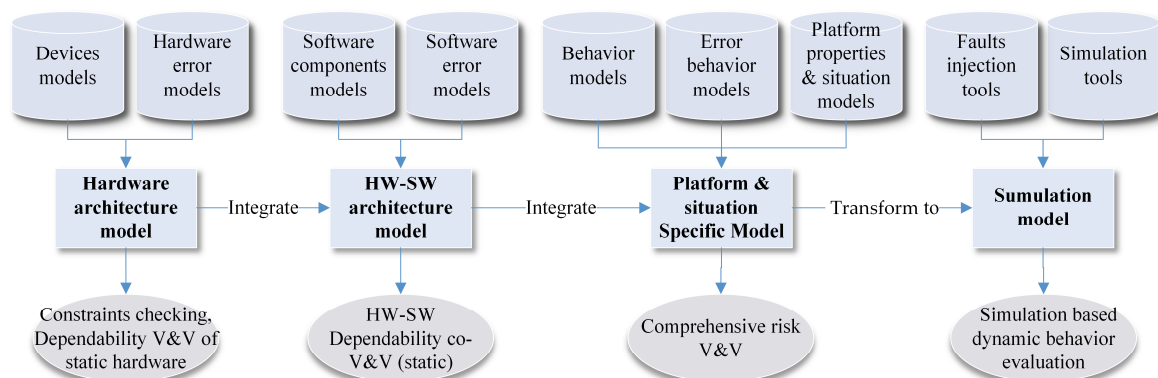 Devices
models
Hardware
error
models
Software
components
models
Software
error
models
Behavior
models
Error
behavior
models
Platform
properties
& situation
models
Faults
injection
tools
Simulation
tools
Hardware
architecture
model
Integrate
HW-SW
architecture
model
Integrate
Platform &
situation
Specific Model
Transform to
Sumulation
model
Constraints checking,
Dependability V&V of
static hardware
HW-SW
Dependability co-
V&V (static)
Comprehensive risk
V&V
Simulation based
dynamic behavior
evaluation